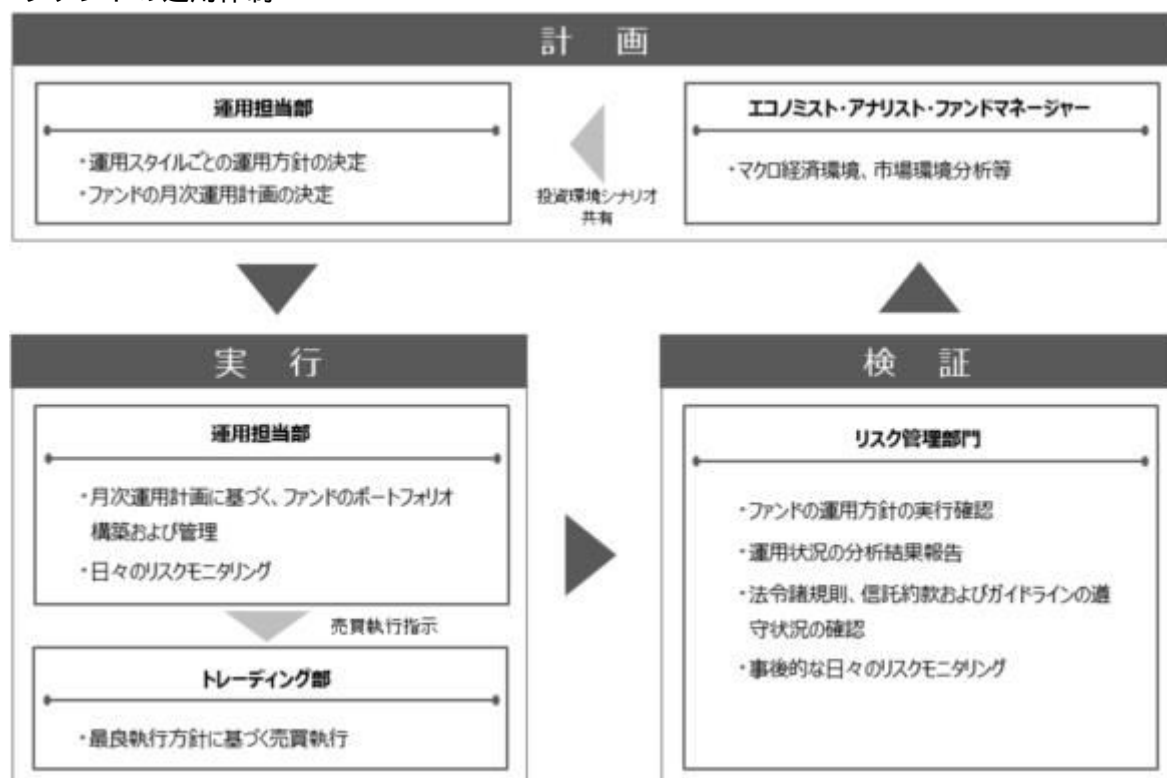 計 画
運用担当部
・運用スタイルごとの運用方針の決定
・ファンドの月次運用計画の決定
投資環境シナリオ
共有
エコノミスト・アナリスト・ファンドマネージャー
・マクロ経済環境、市場環境分析等
実 行
運用担当部
・月次運用計画に基づく、ファンドのポートフォリオ
構築および管理
・日々のリスクモニタリング
売買執行指示
トレーディング部
・最良執行方針に基づく売買執行
検 証
リスク管理部門
・ファンドの運用方針の実行確認
・運用状況の分析結果報告
・法令諸規則、信託約款およびガイドラインの遵
守状況の確認
・事後的な日々のリスクモニタリング